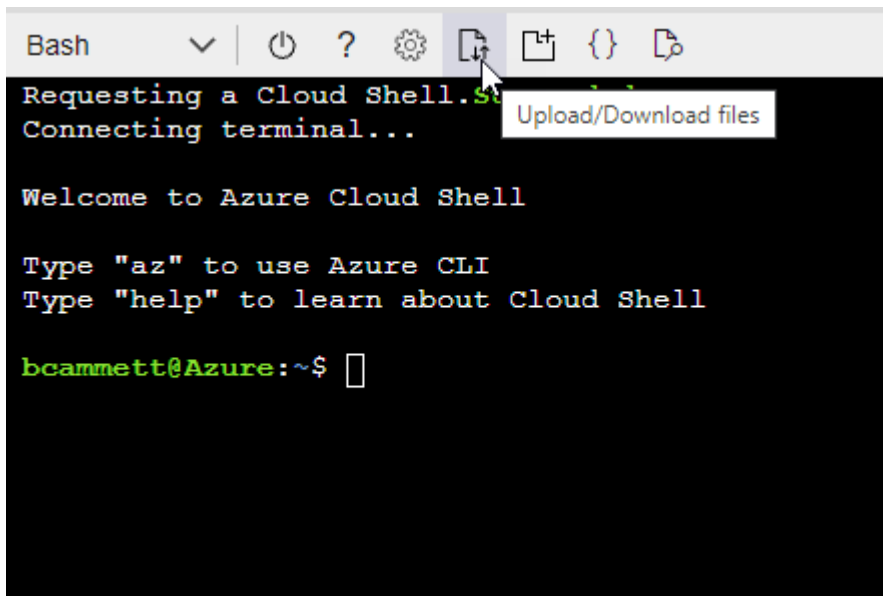 Bash ? {}
Requesting a Cloud Shell.
Upload/Download files
Connecting terminal...
Welcome to Azure Cloud Shell
Type "az" to use Azure CLI
Type "help" to learn about Cloud Shell
bcammett@Azure:~$